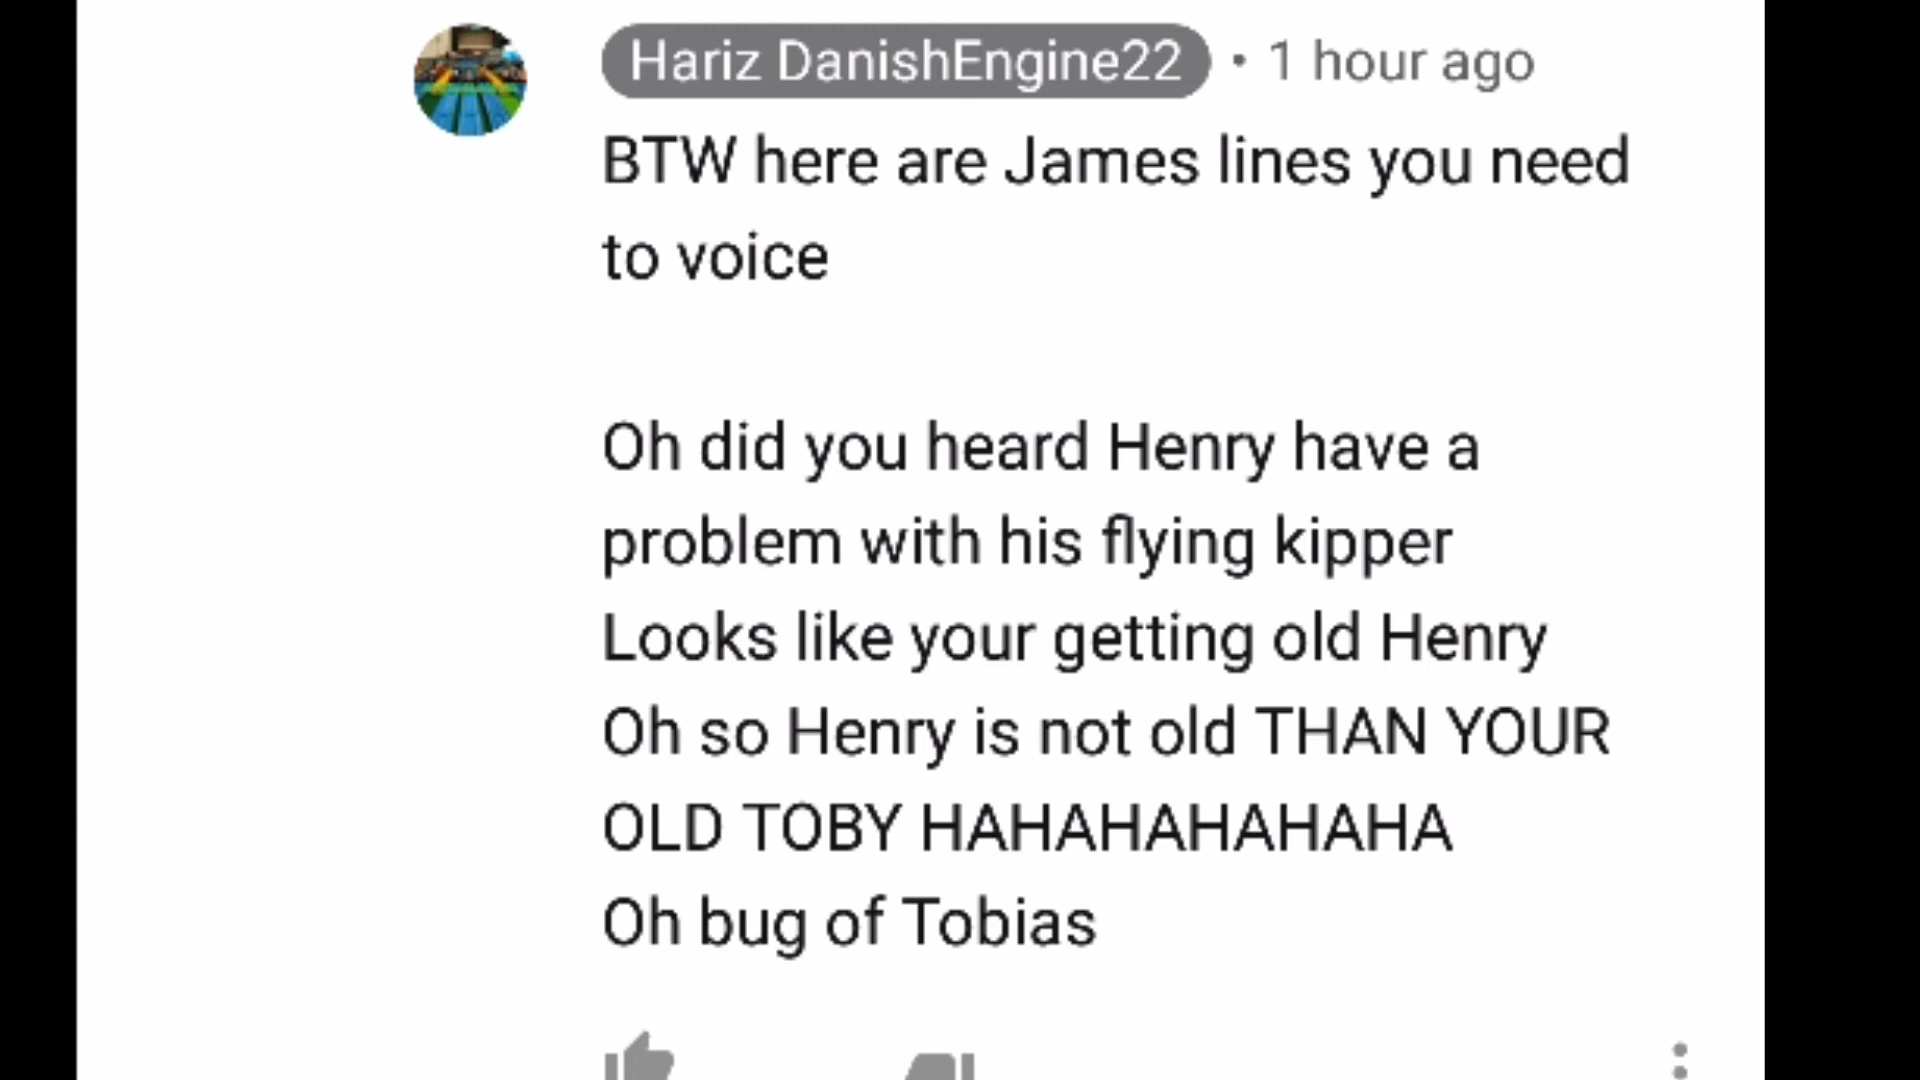 Hariz DanishEngine22 • 1 hour ago
BTW here are James lines you need
to voice
Oh did you heard Henry have a
problem with his flying kipper
Looks like your getting old Henry
Oh so Henry is not old THAN YOUR
OLD TOBY HAHAHAHAHAHA
Oh bug of Tobias